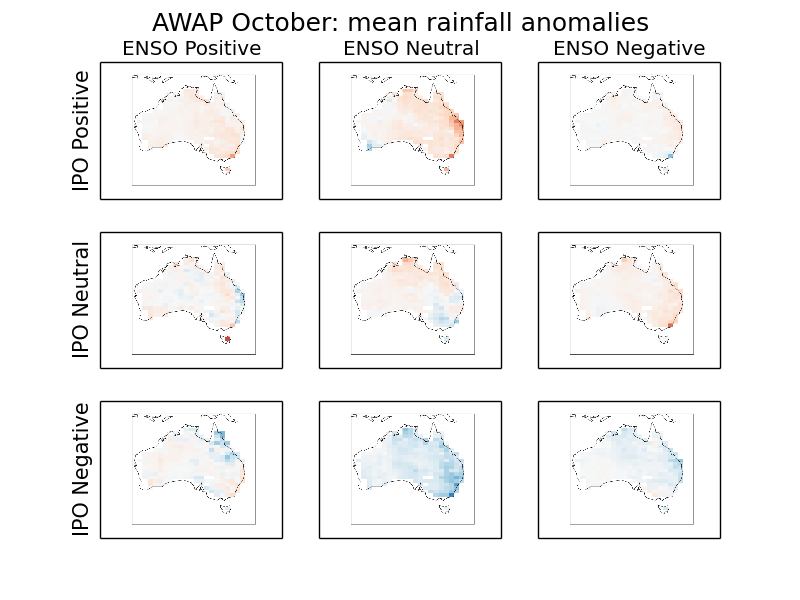 AWAP October: mean rainfall anomalies
ENSO Positive
ENSO Neutral
ENSO Negative
IPO Positive
IPO Neutral
IPO Negative